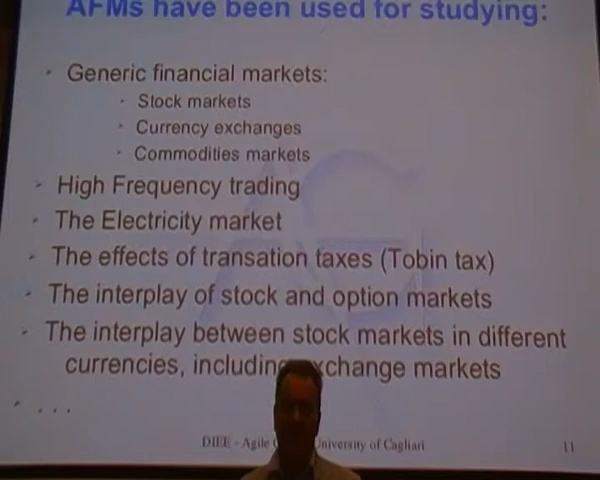 AFMs have been used for studying:
Generic financial markets:
Stock markets
Currency exchanges
Commodities markets
High Frequency trading
The Electricity market
The effects of transation taxes (Tobin tax)
The interplay of stock and option markets
The interplay between stock markets in different
currencies, including exchange markets
. . .
DIEE - Agile University of Cagliari
11